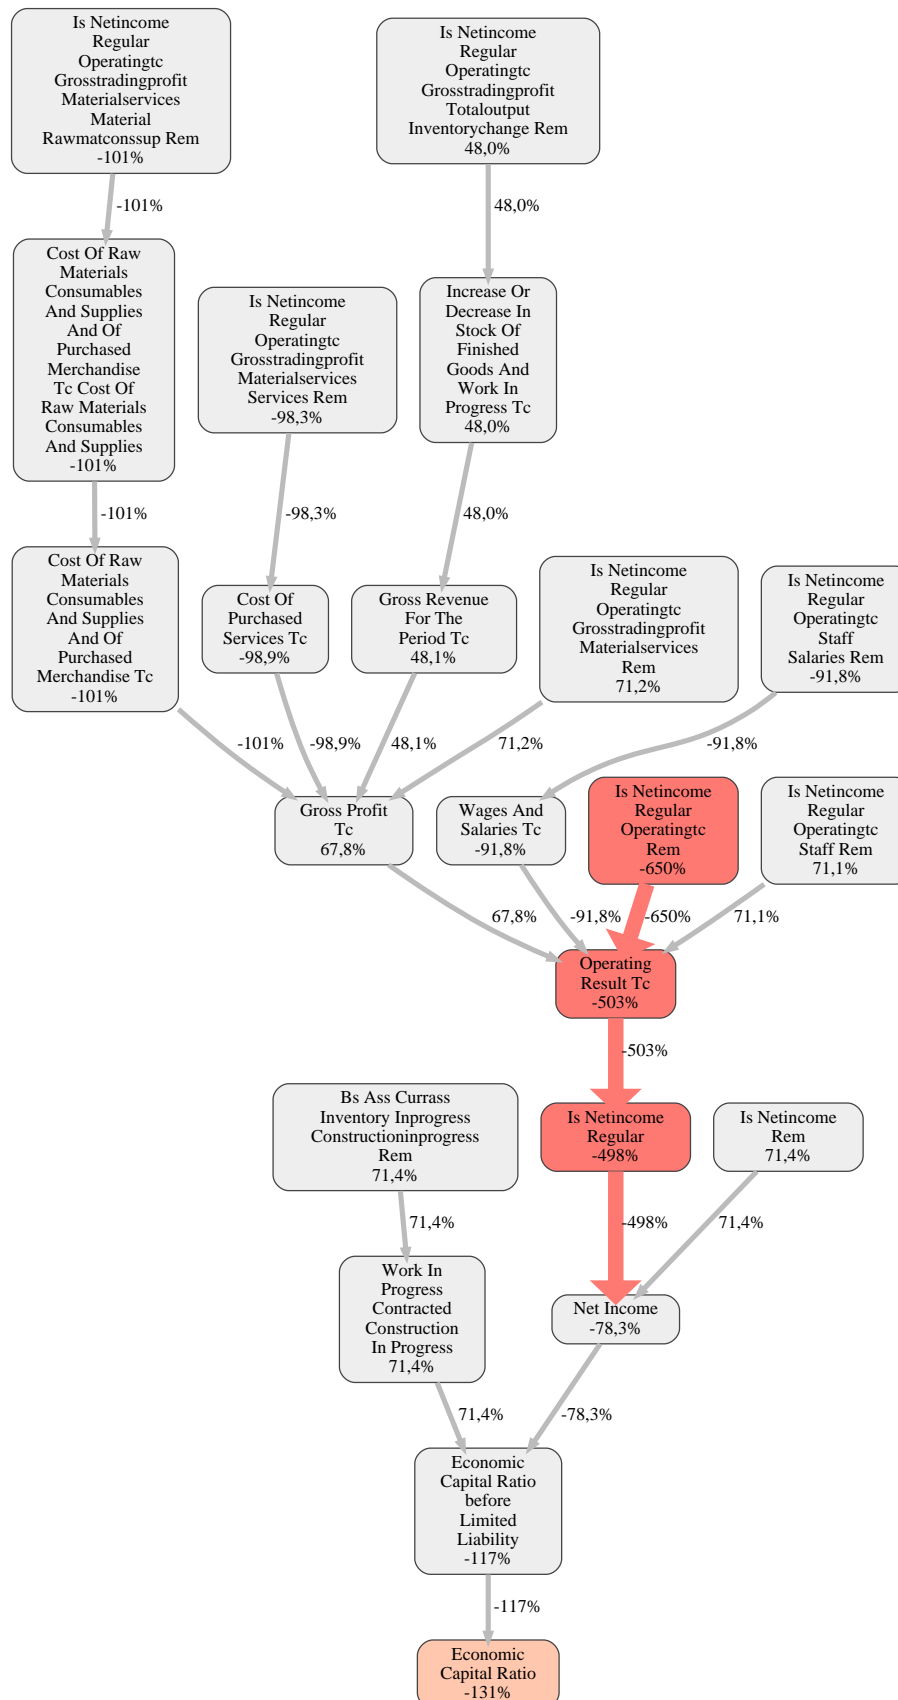 Is Netincome
Regular
Operatingtc
Grosstradingprofit
Materialservices
Material
Rawmatconssup Rem
-101%
Is Netincome
Regular
Operatingtc
Grosstradingprofit
Totaloutput
Inventorychange Rem
48,0%
-101%
48,0%
Cost Of Raw
Materials
Consumables
And Supplies
And Of
Purchased
Merchandise
Tc Cost Of
Raw Materials
Consumables
And Supplies
-101%
Is Netincome
Regular
Operatingtc
Grosstradingprofit
Materialservices
Services Rem
-98,3%
Increase Or
Decrease In
Stock Of
Finished
Goods And
Work In
Progress Tc
48,0%
-101%
-98,3%
48,0%
Cost Of Raw
Materials
Consumables
And Supplies
And Of
Purchased
Merchandise Tc
-101%
Cost Of
Purchased
Services Tc
-98,9%
Gross Revenue
For The
Period Tc
48,1%
Is Netincome
Regular
Operatingtc
Grosstradingprofit
Materialservices
Rem
71,2%
Is Netincome
Regular
Operatingtc
Staff
Salaries Rem
-91,8%
-101%
-98,9%
48,1%
71,2%
-91,8%
Gross Profit
Tc
67,8%
Wages And
Salaries Tc
-91,8%
Is Netincome
Regular
Operatingtc
Rem
-650%
Is Netincome
Regular
Operatingtc
Staff Rem
71,1%
67,8%
-91,8%
-650%
71,1%
Operating
Result Tc
-503%
-503%
Bs Ass Currass
Inventory Inprogress
Constructioninprogress
Rem
71,4%
Is Netincome
Regular
-498%
Is Netincome
Rem
71,4%
71,4%
-498%
71,4%
Work In
Progress
Contracted
Construction
In Progress
71,4%
Net Income
-78,3%
71,4%
-78,3%
Economic
Capital Ratio
before
Limited
Liability
-117%
-117%
Economic
Capital Ratio
-131%